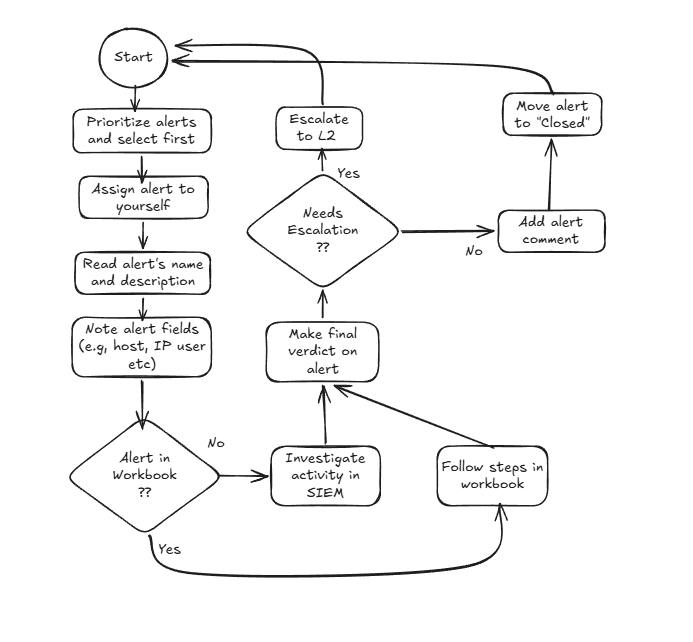 Start
Prioritize alerts
and select first
Assign alert to
yourself
Read alert's name
and description
Note alert fields
(e.g, host, IP user
etc)
Alert in
Workbook
??
No
Yes
Investigate
activity in
SIEM
Follow steps in
workbook
Make final
verdict on
alert
Needs
Escalation
??
Yes
No
Escalate
to L2
Add alert
comment
Move alert
to "Closed"